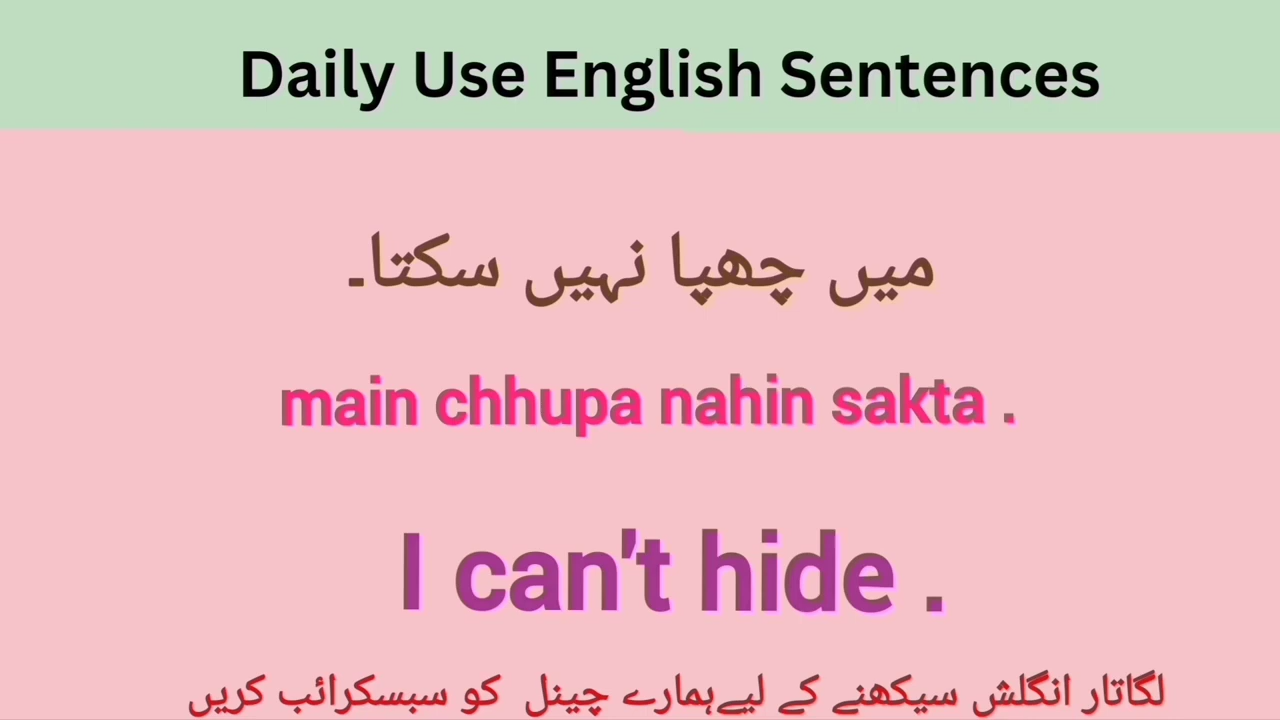 Daily Use English Sentences
میں چھپا نہیں سکتا۔
main chhupa nahin sakta .
I can't hide .
لگاتار انگلش سیکھنے کے لیےہمارے چینل کو سبسکرائب کریں